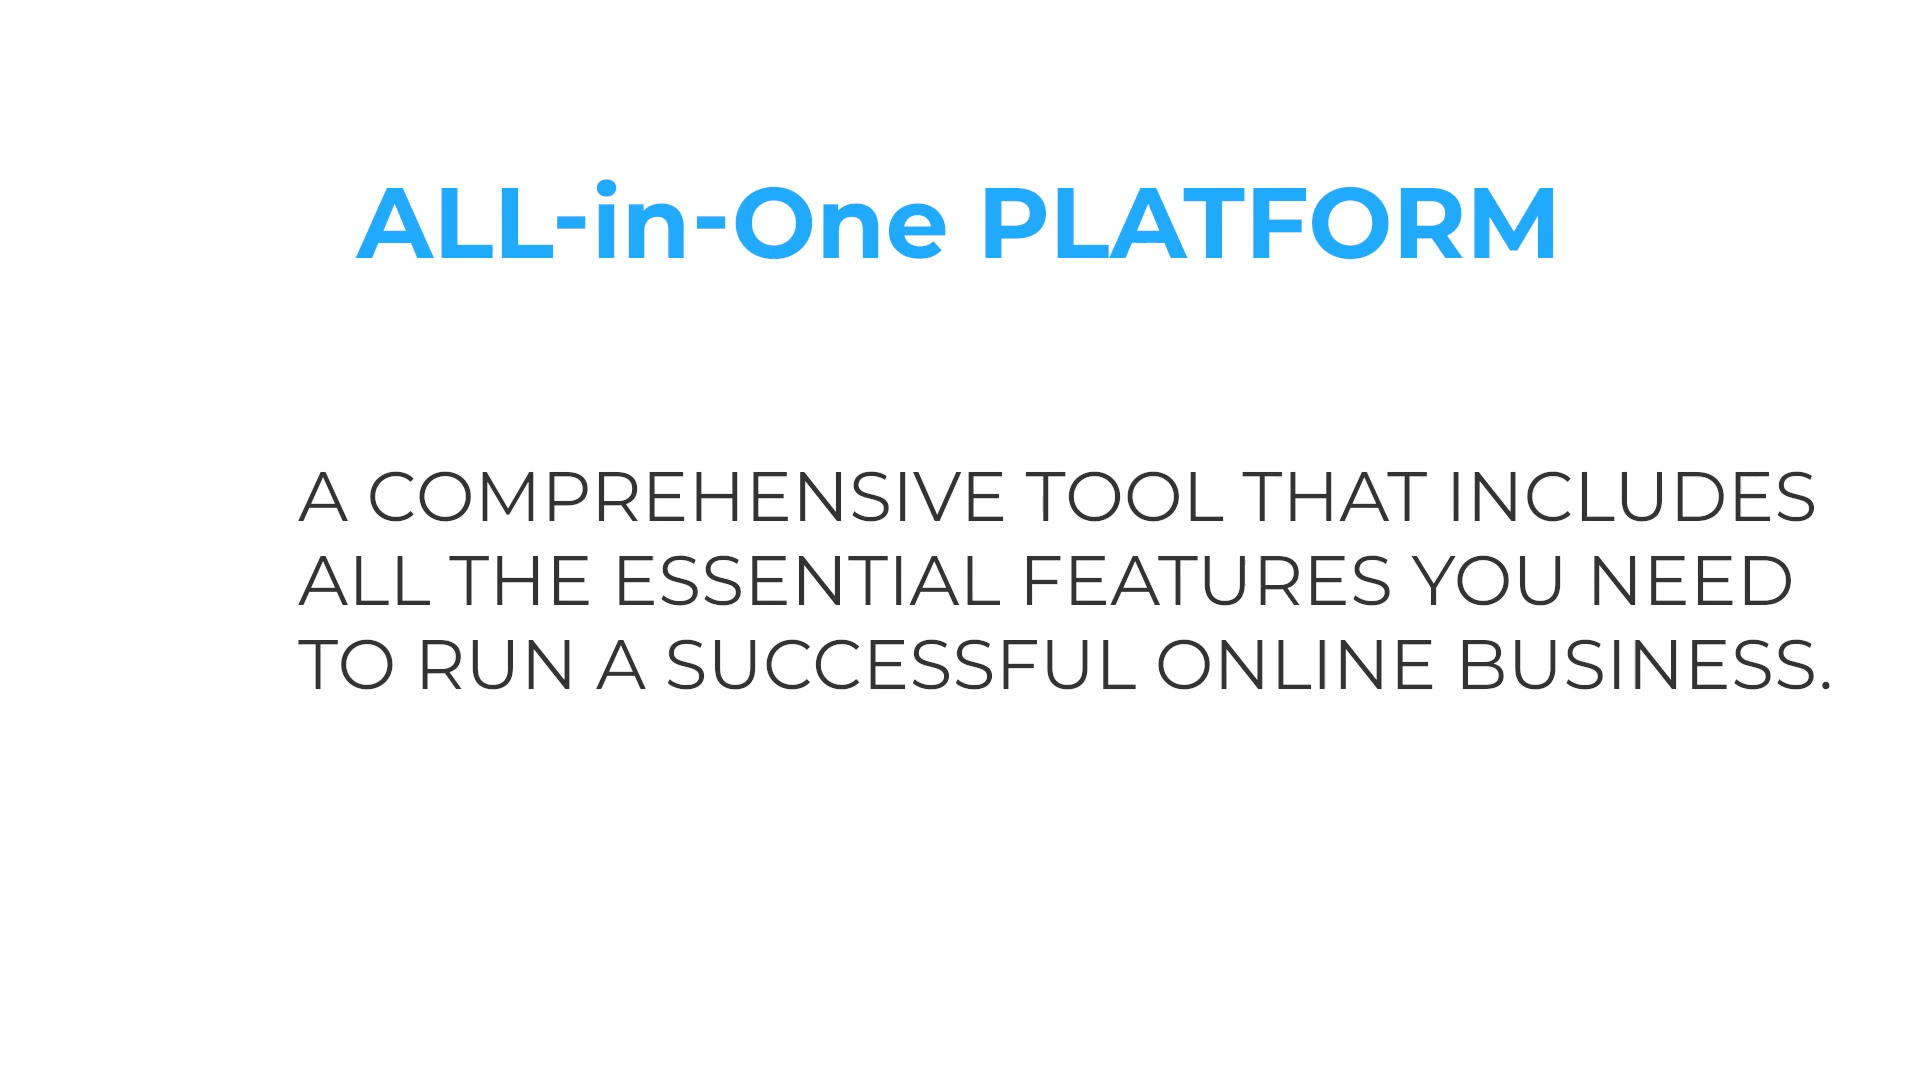 ALL-in-One PLATFORM
A COMPREHENSIVE TOOL THAT INCLUDES
ALL THE ESSENTIAL FEATURES YOU NEED
TO RUN A SUCCESSFUL ONLINE BUSINESS.